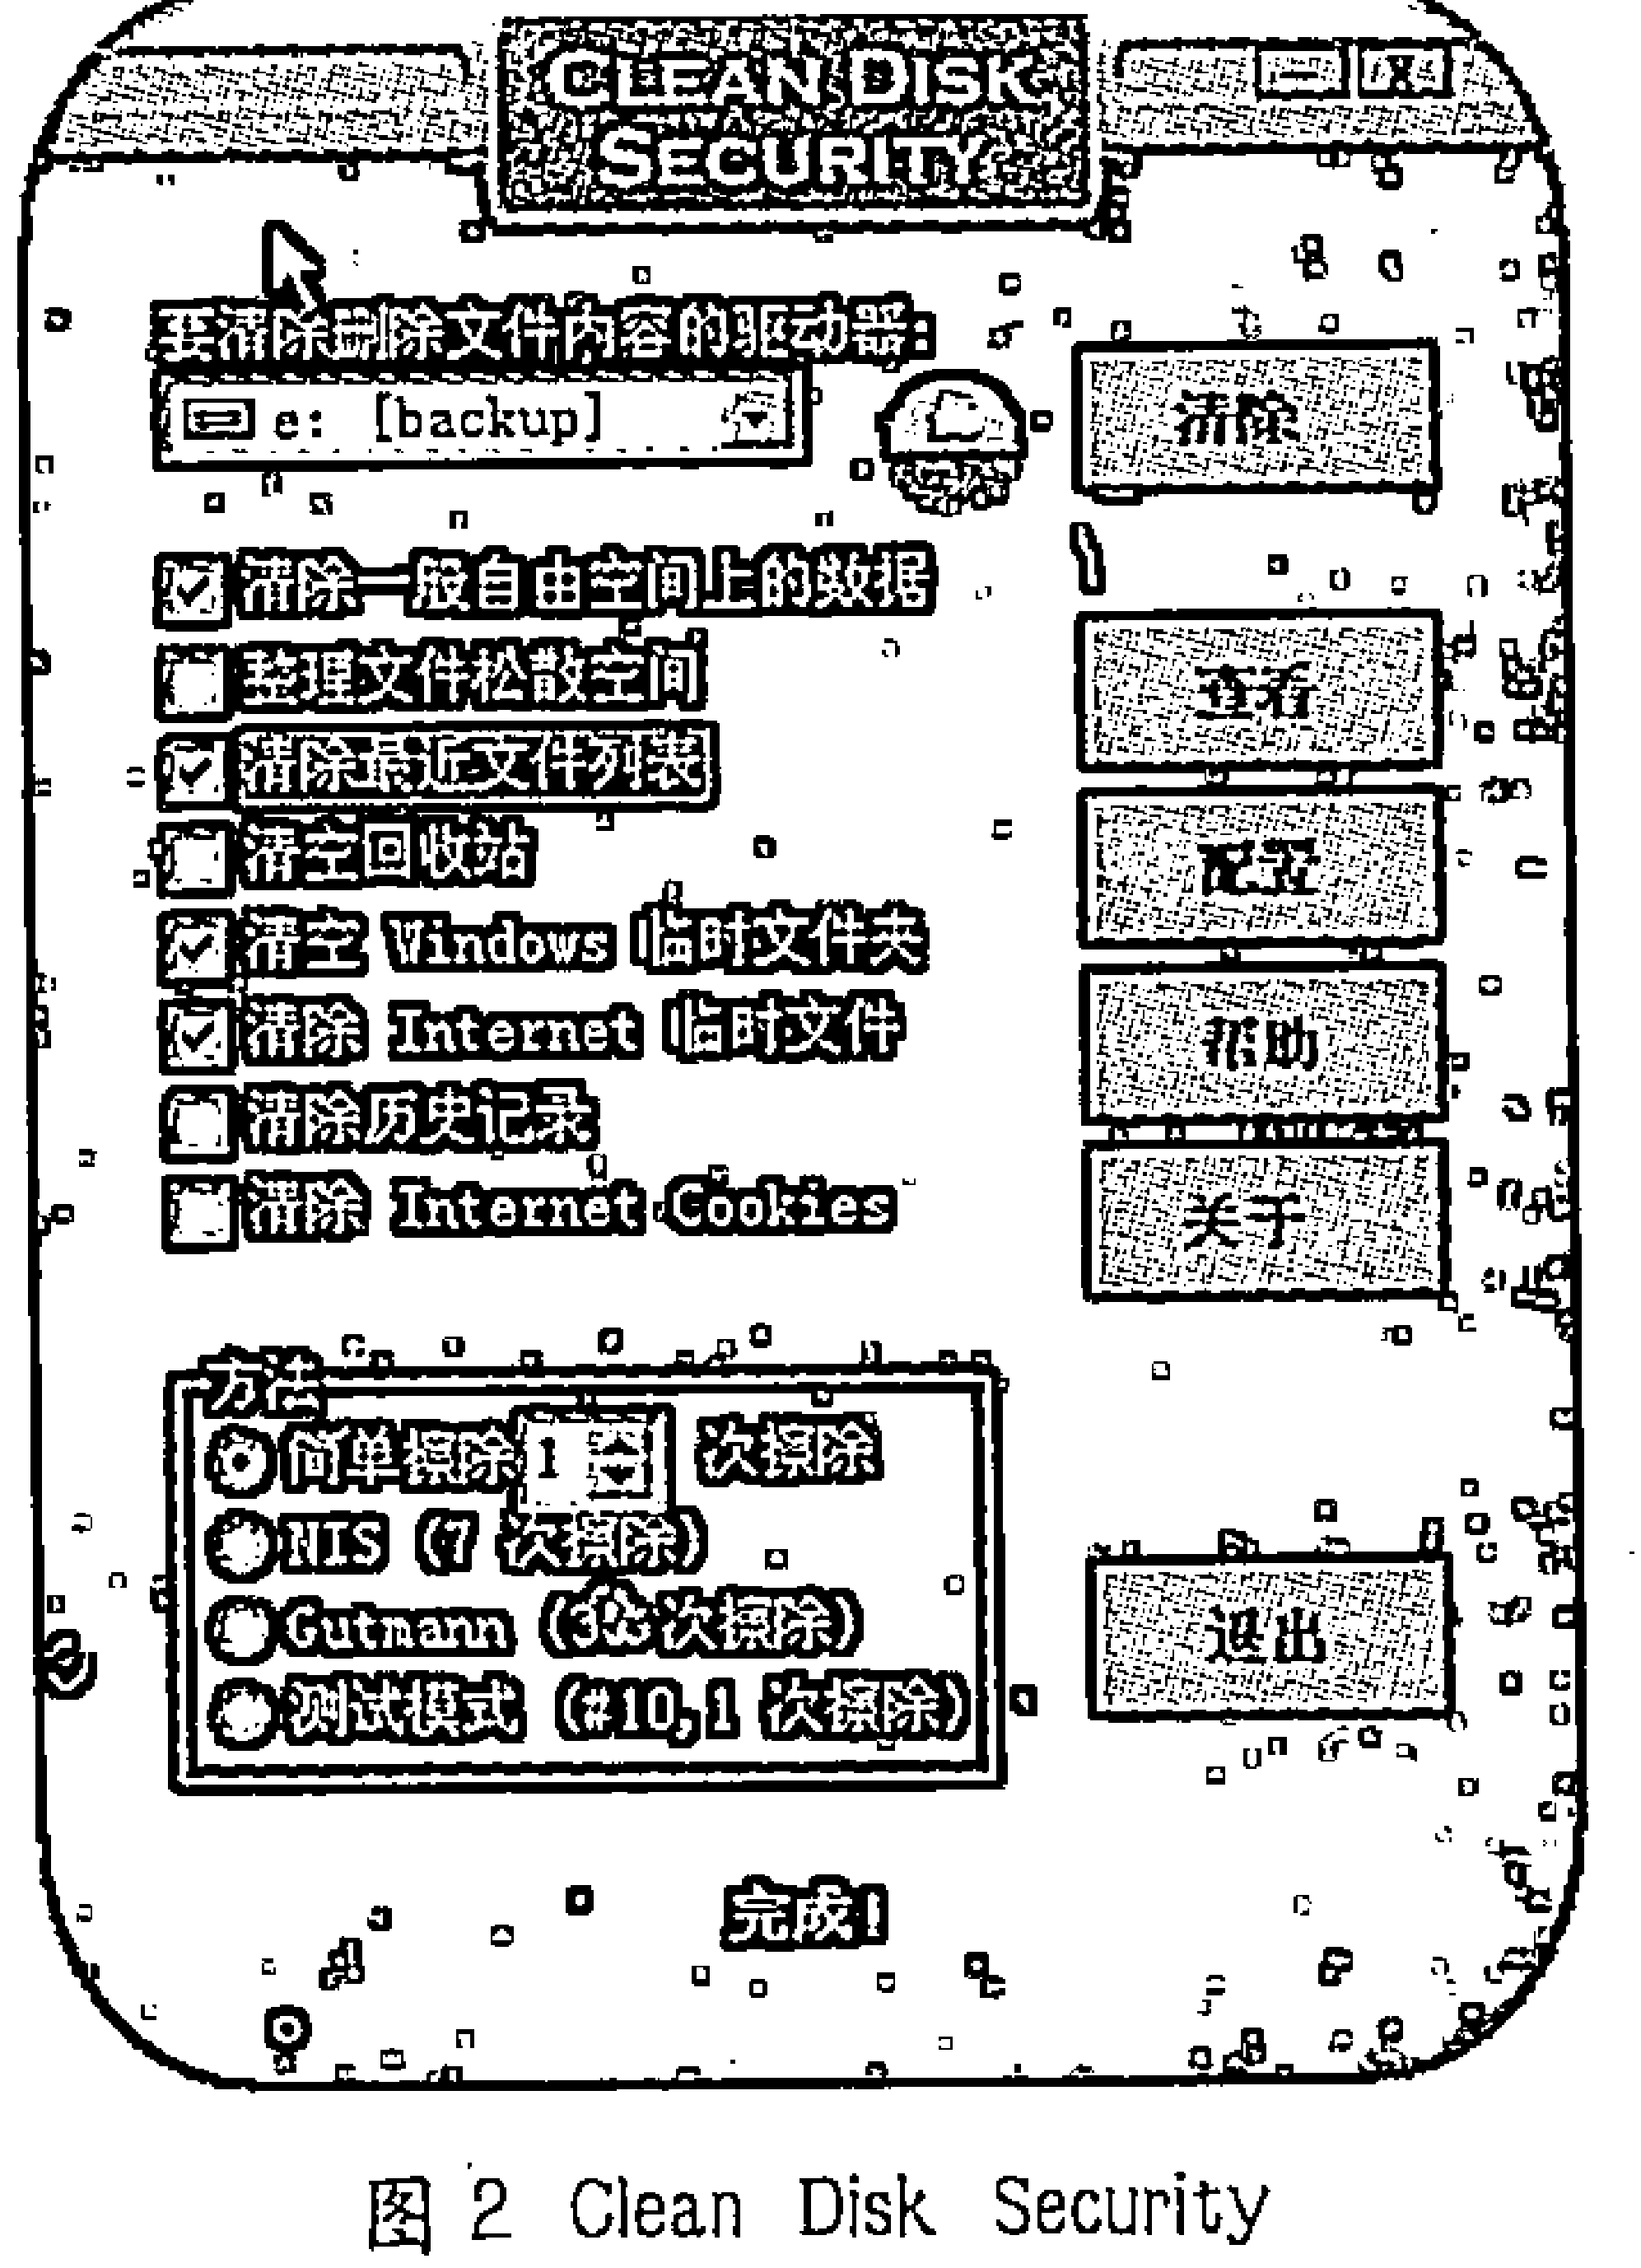 CLEAN DISK
SECURITY
要清除删除文件内容的驱动器:
e: [backup]
清除
清除一般自由空间上的数据
整理文件松散空间
查看
清除最近文件列表
清空回收站
配置
清空 Windows 临时文件夹
清除 Internet 临时文件
帮助
清除历史记录
清除 Internet Cookies
关于
方法
简单擦除 1 次擦除
NIS (7 次擦除)
Gutmann (35 次擦除)
退出
测试模式 (#10,1 次擦除)
完成!
图 2 Clean Disk Security